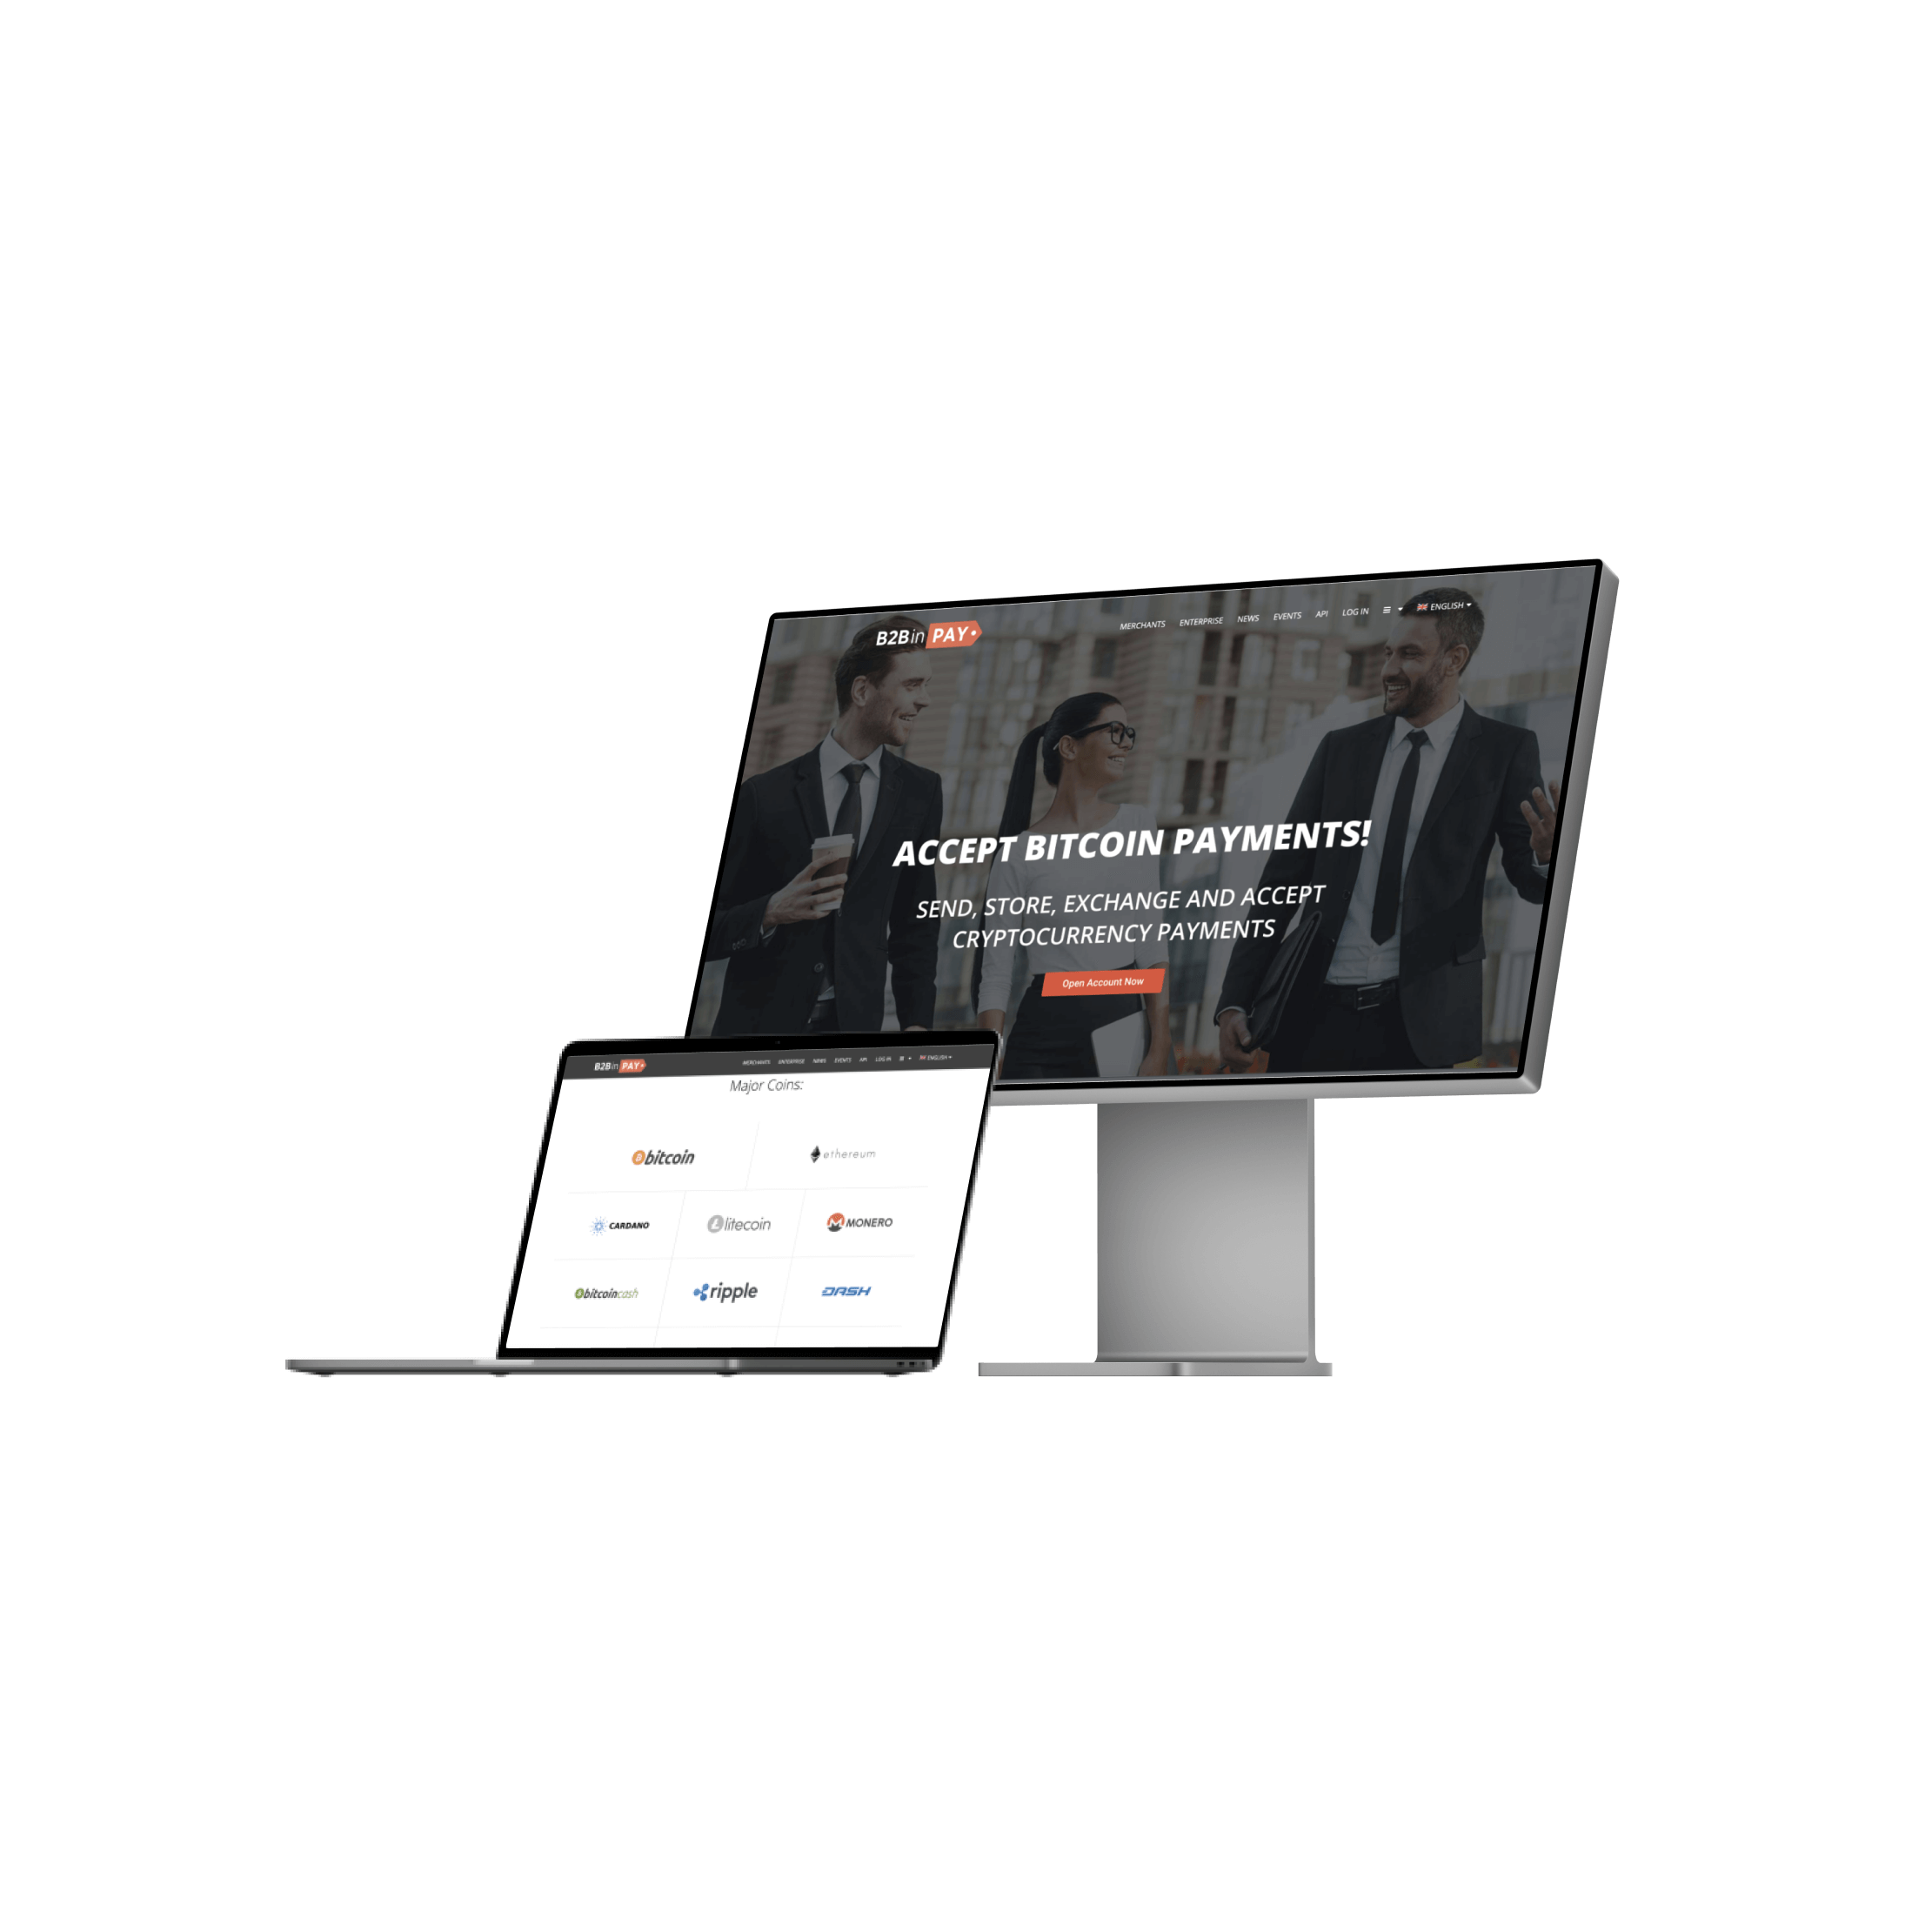 B2Bin PAY
MERCHANTS ENTERPRISE NEWS EVENTS API LOG IN ENGLISH
ACCEPT BITCOIN PAYMENTS!
SEND, STORE, EXCHANGE AND ACCEPT
CRYPTOCURRENCY PAYMENTS
Open Account Now
B2Bin PAY
MERCHANTS ENTERPRISE NEWS EVENTS API LOG IN ENGLISH
Major Coins:
bitcoin ethereum
CARDANO litecoin MONERO
bitcoincash ripple DASH